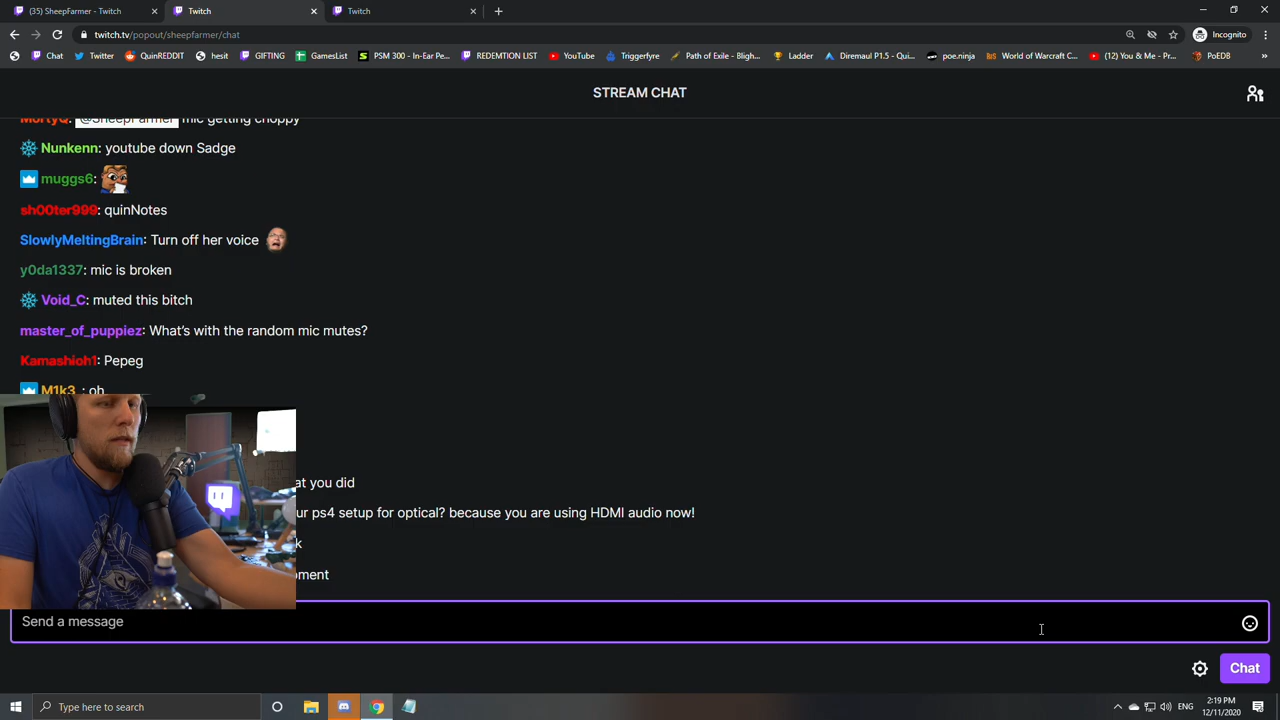 (35) SheepFarmer - Twitch
Twitch
Twitch
twitch.tv/popout/sheepfarmer/chat
Incognito
Chat
Twitter
QuinREDDIT
hesit
GIFTING
GamesList
PSM 300 - In-Ear Pe...
REDEMTION LIST
YouTube
Triggerfyre
Path of Exile - Bligh...
Ladder
Diremaul P1.5 - Qui...
poe.ninja
World of Warcraft C...
(12) You & Me - Pr...
PoEDB
»
STREAM CHAT
MortyQ: @SheepFarmer mic getting choppy
Nunkenn: youtube down Sadge
muggs6:
sh00ter999: quinNotes
SlowlyMeltingBrain: Turn off her voice
y0da1337: mic is broken
Void_C: muted this bitch
master_of_puppiez: What's with the random mic mutes?
Kamashioh1: Pepeg
M1k3_: oh
at you did
ur ps4 setup for optical? because you are using HDMI audio now!
k
oment
Send a message
Chat
Type here to search
ENG
2:19 PM
12/11/2020